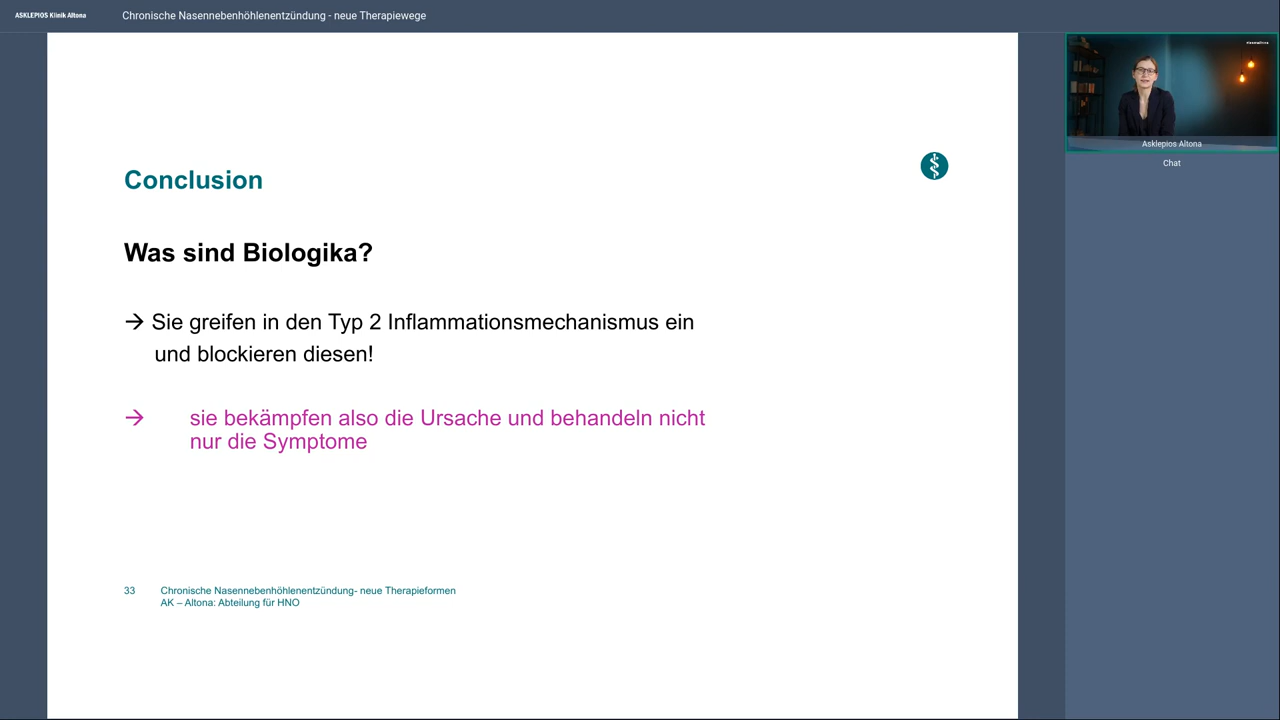 ASKLEPIOS Klinik Altona
Chronische Nasennebenhöhlenentzündung - neue Therapiewege
Conclusion
Was sind Biologika?
→ Sie greifen in den Typ 2 Inflammationsmechanismus ein
und blockieren diesen!
→ sie bekämpfen also die Ursache und behandeln nicht
nur die Symptome
33 Chronische Nasennebenhöhlenentzündung- neue Therapieformen
AK – Altona: Abteilung für HNO
Asklepios Altona
Chat